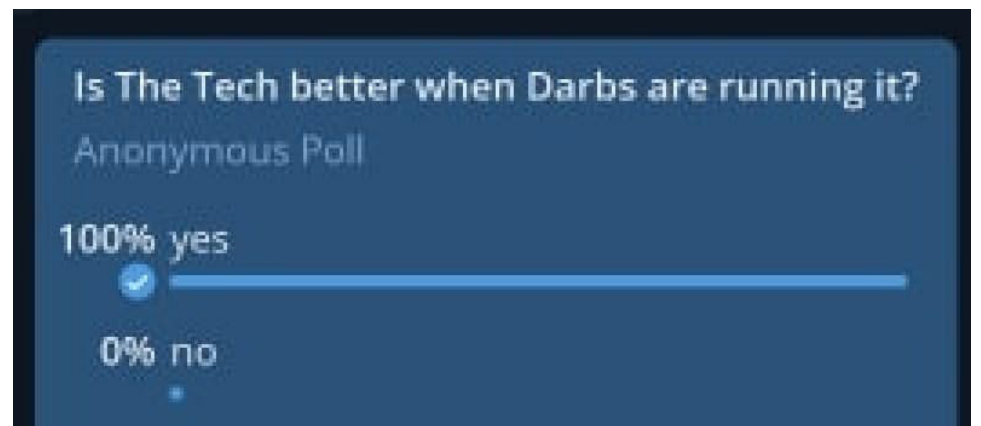 Is The Tech better when Darbs are running it?
Anonymous Poll
100% yes
0% no